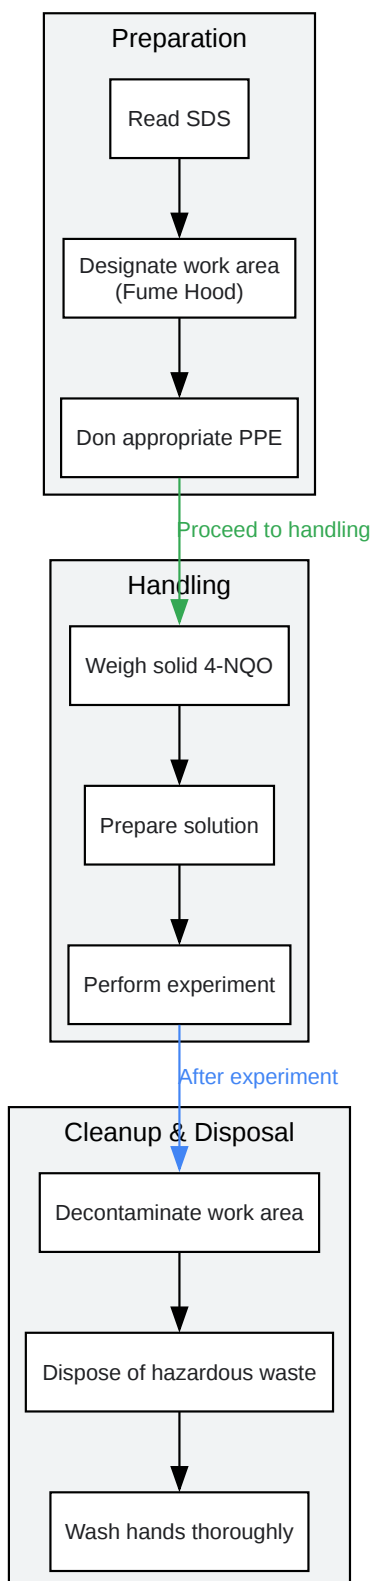 Preparation
Read SDS
Designate work area
(Fume Hood)
Don appropriate PPE
Proceed to handling
Handling
Weigh solid 4-NQO
Prepare solution
Perform experiment
After experiment
Cleanup & Disposal
Decontaminate work area
Dispose of hazardous waste
Wash hands thoroughly